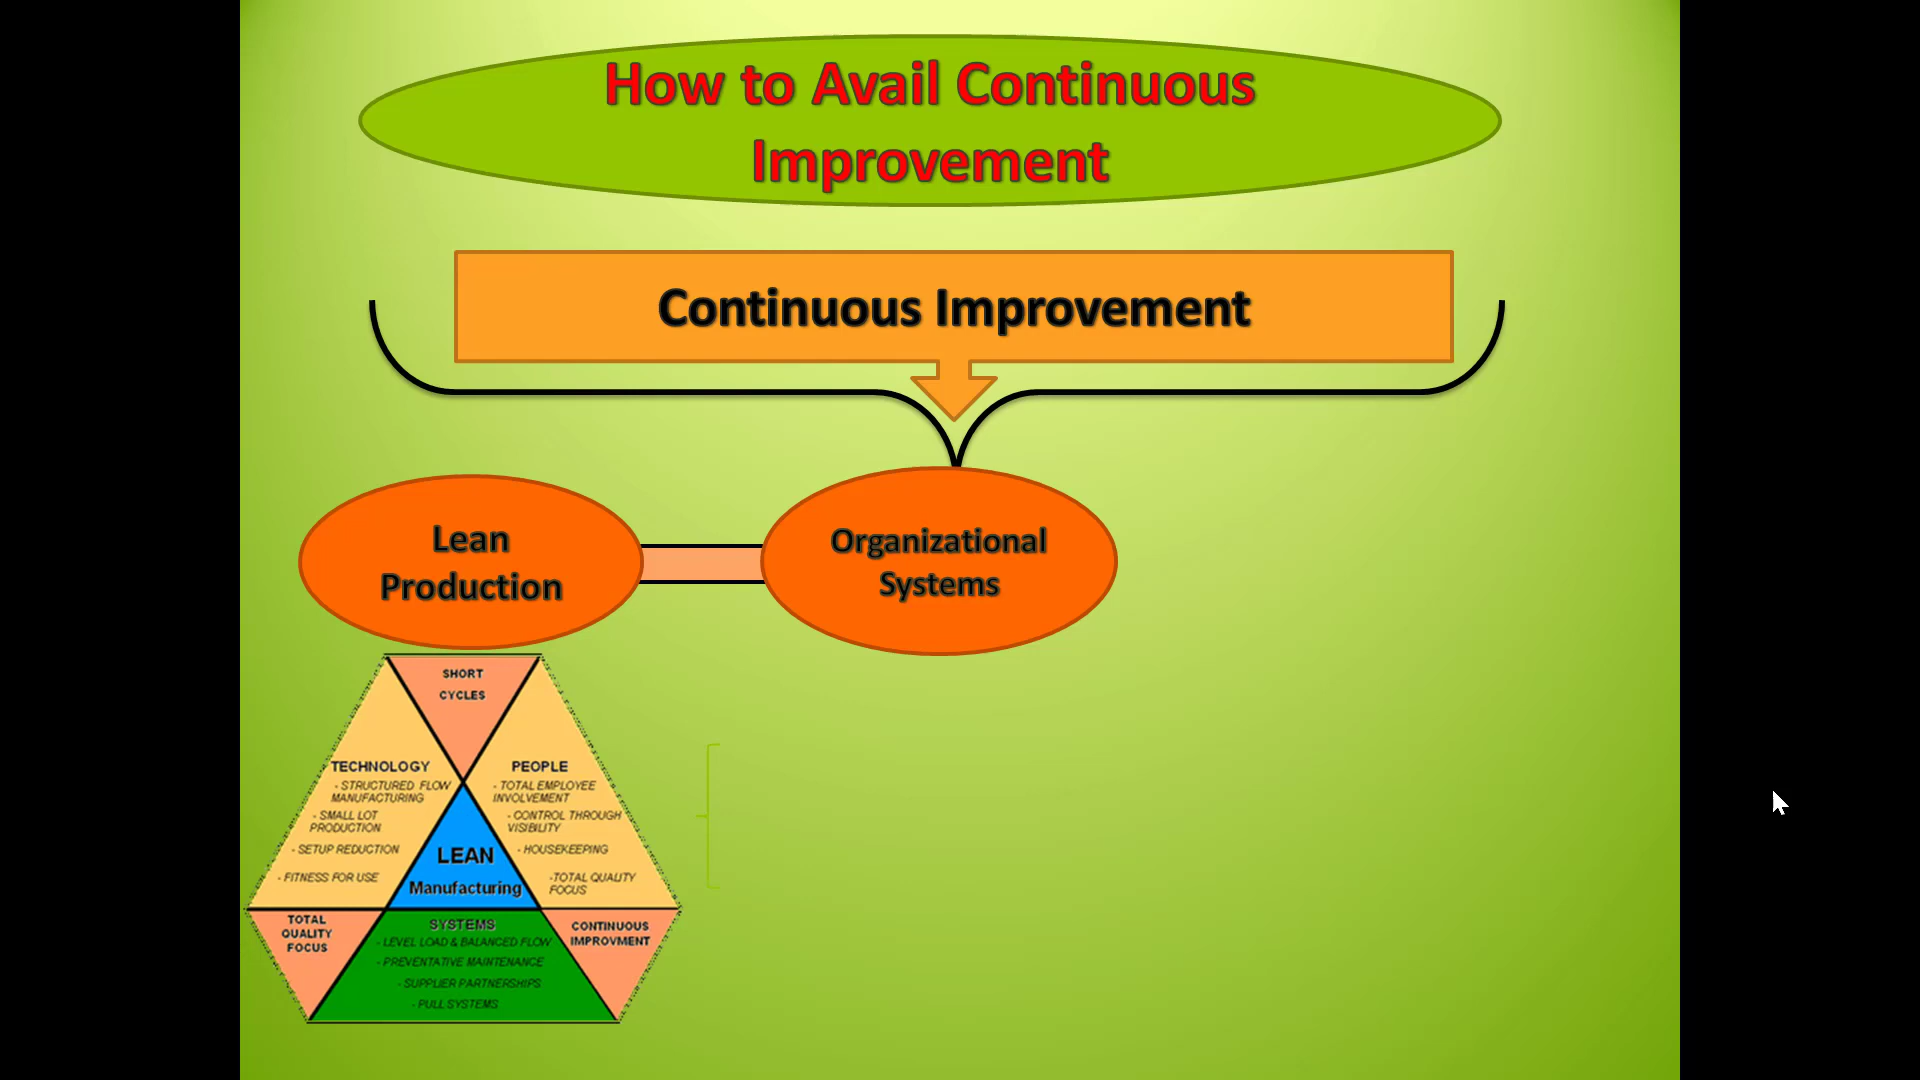 How to Avail Continuous
Improvement
Continuous Improvement
Lean
Production
Organizational
Systems
SHORT
CYCLES
TECHNOLOGY
- STRUCTURED FLOW
MANUFACTURING
- SMALL LOT
PRODUCTION
- SETUP REDUCTION
- FITNESS FOR USE
PEOPLE
- TOTAL EMPLOYEE
INVOLVEMENT
- CONTROL THROUGH
VISIBILITY
- HOUSEKEEPING
-TOTAL QUALITY
FOCUS
LEAN
Manufacturing
TOTAL
QUALITY
FOCUS
SYSTEMS
- LEVEL LOAD & BALANCED FLOW
- PREVENTATIVE MAINTENANCE
- SUPPLIER PARTNERSHIPS
- PULL SYSTEMS
CONTINUOUS
IMPROVMENT